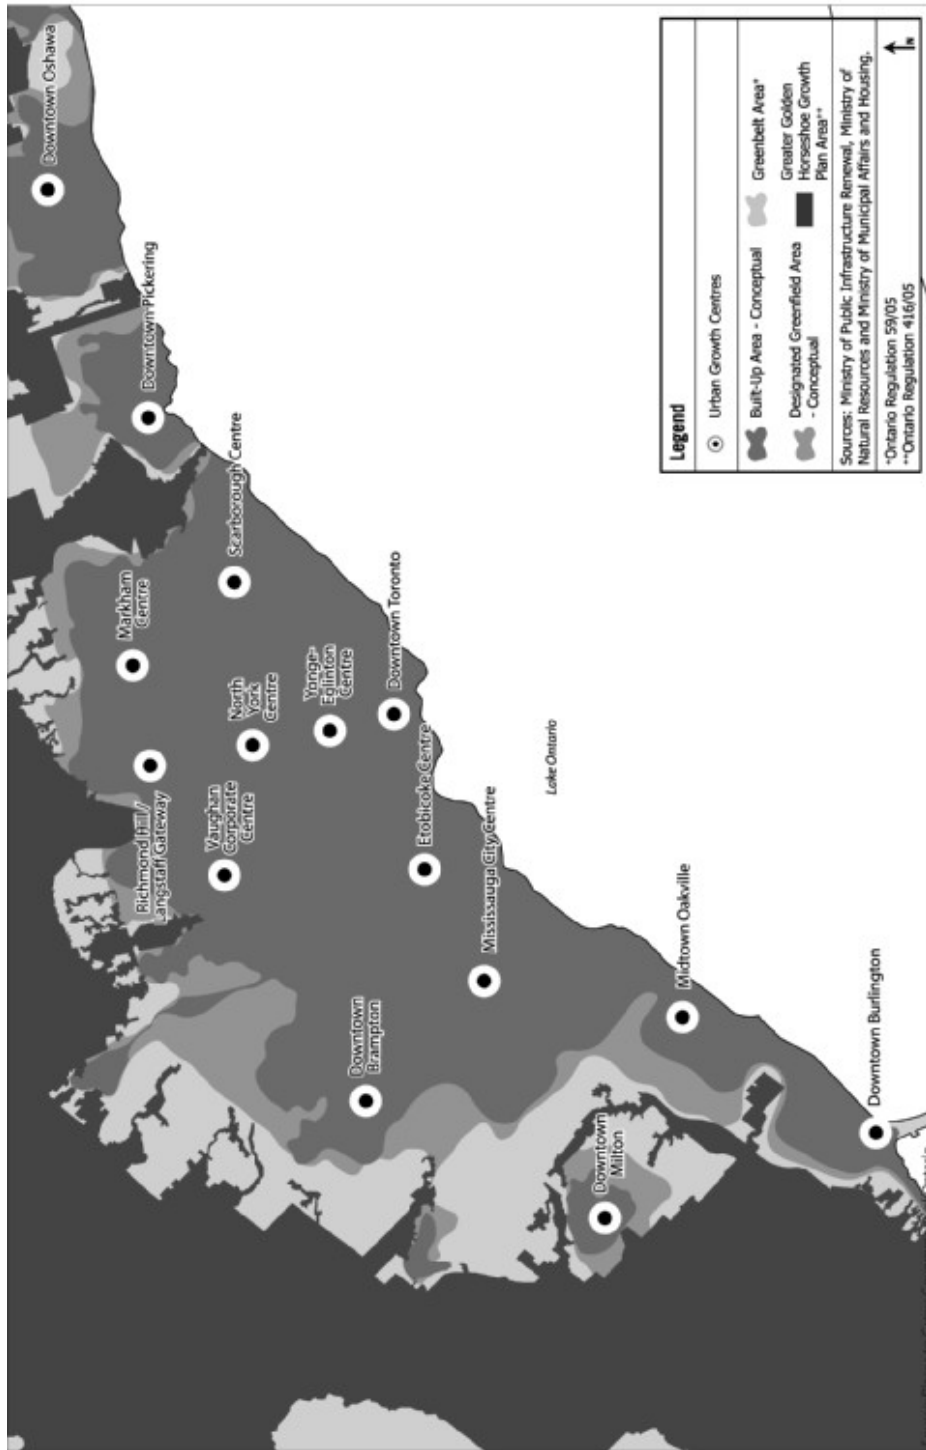 Downtown Oshawa
Downtown Pickering
Scarborough Centre
Markham
Centre
Richmond Hill/
Langstaff Gateway
Vaughan
Corporate
Centre
North
York
Centre
Yonge-
Eglinton
Centre
Downtown Toronto
Etobicoke Centre
Mississauga City Centre
Downtown
Brampton
Lake Ontario
Midtown Oakville
Downtown
Milton
Downtown Burlington
Legend
Urban Growth Centres
Built-Up Area - Conceptual
Greenbelt Area*
Designated Greenfield Area
- Conceptual
Greater Golden
Horseshoe Growth
Plan Area**
Sources: Ministry of Public Infrastructure Renewal, Ministry of
Natural Resources and Ministry of Municipal Affairs and Housing.
*Ontario Regulation 59/05
**Ontario Regulation 416/05
N